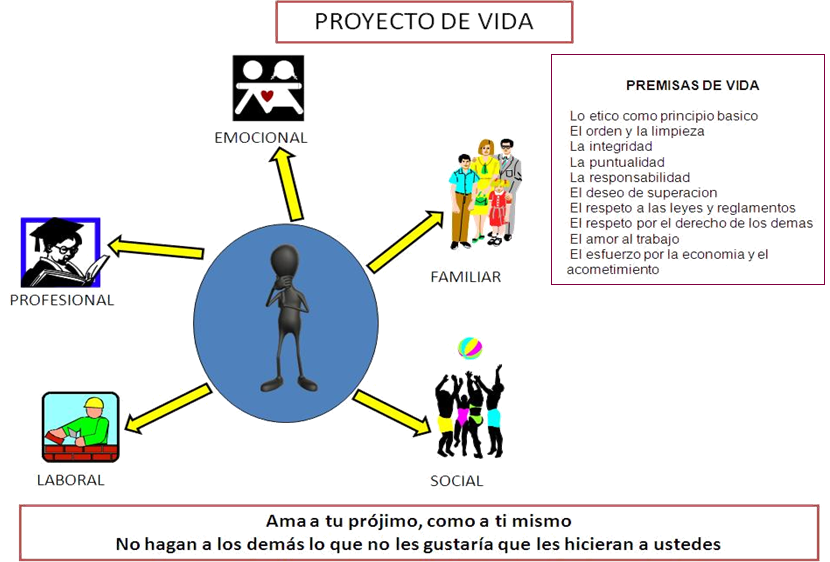 PROYECTO DE VIDA
EMOCIONAL
PREMISAS DE VIDA
Lo etico como principio basico
El orden y la limpieza
La integridad
La puntualidad
La responsabilidad
El deseo de superacion
El respeto a las leyes y reglamentos
El respeto por el derecho de los demas
El amor al trabajo
El esfuerzo por la economia y el
acometimiento
FAMILIAR
PROFESIONAL
LABORAL
SOCIAL
Ama a tu prójimo, como a ti mismo
No hagan a los demás lo que no les gustaría que les hicieran a ustedes